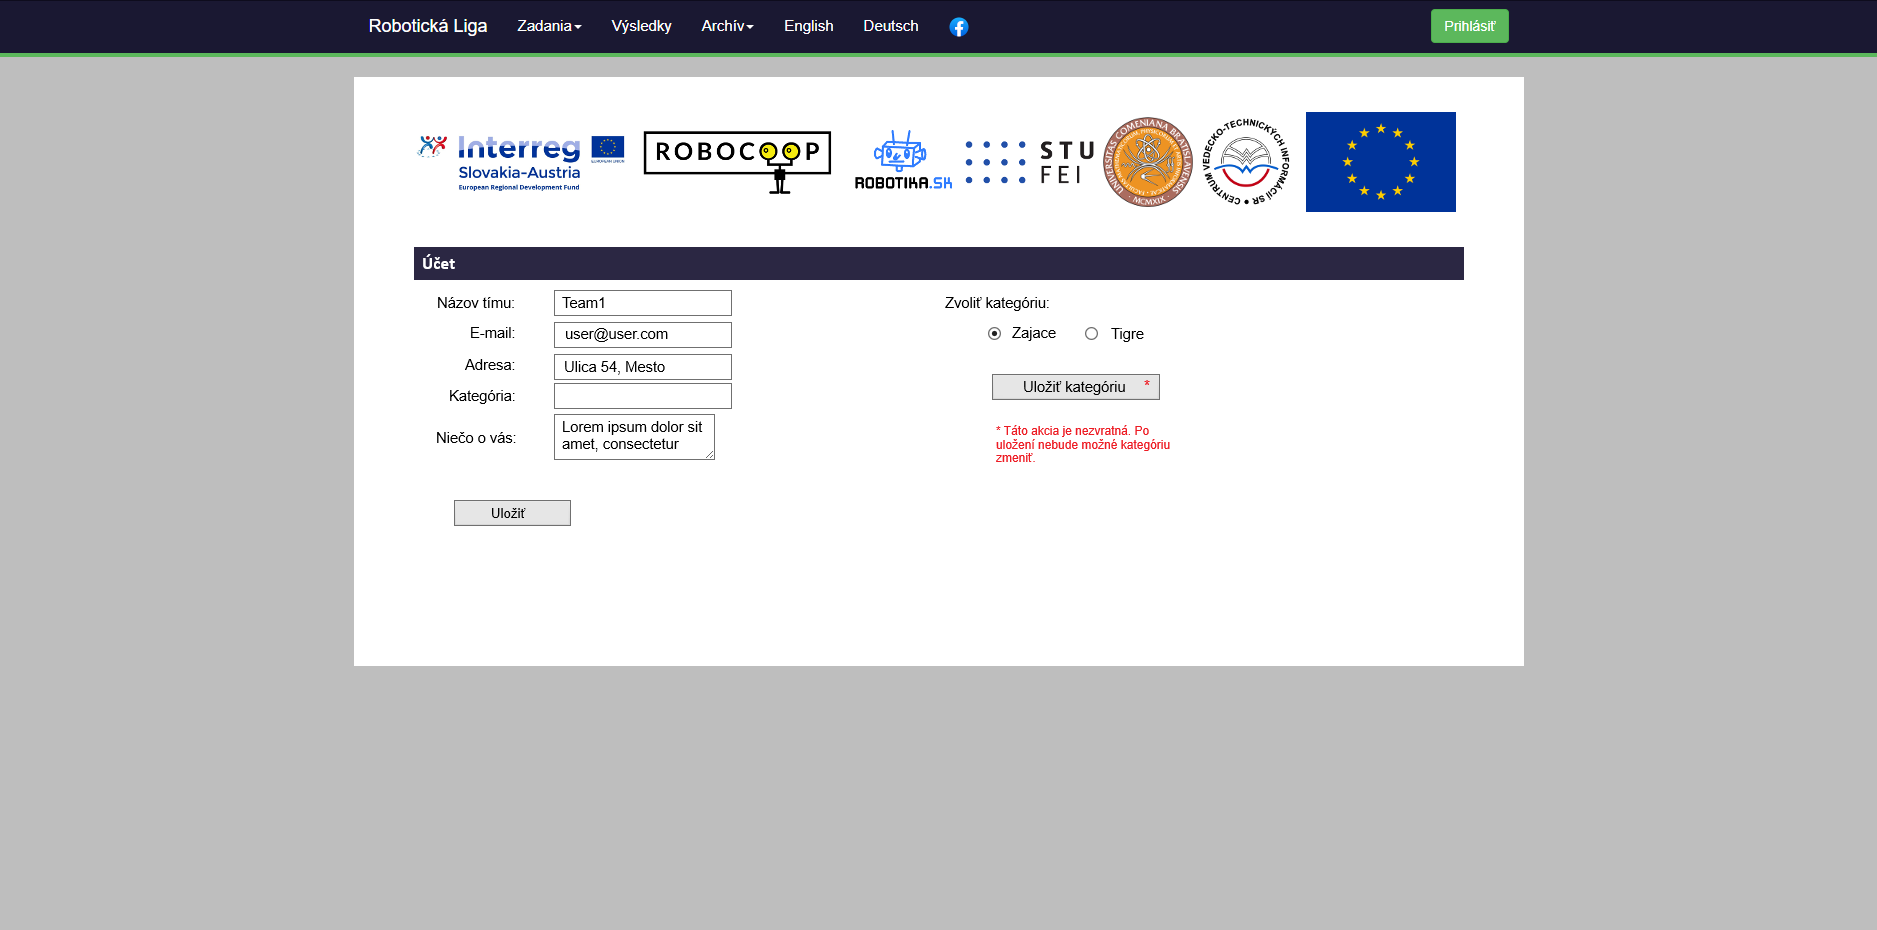 Robotická Liga Zadania Výsledky Archív English Deutsch Prihlásiť
Interreg
Slovakia-Austria
European Regional Development Fund
EUROPEAN UNION
ROBOCOOP
ROBOTIKA.SK
STU
FEI
UNIVERSITAS COMENIANA BRATISLAVENSIS
MCMXIX
CENTRUM VEDECKO-TECHNICKÝCH INFORMÁCIÍ SR
Účet
Názov tímu: Team1
E-mail: user@user.com
Adresa: Ulica 54, Mesto
Kategória:
Niečo o vás: Lorem ipsum dolor sit
amet, consectetur
Uložiť
Zvoliť kategóriu:
Zajace Tigre
Uložiť kategóriu *
* Táto akcia je nezvratná. Po
uložení nebude možné kategóriu
zmeniť.